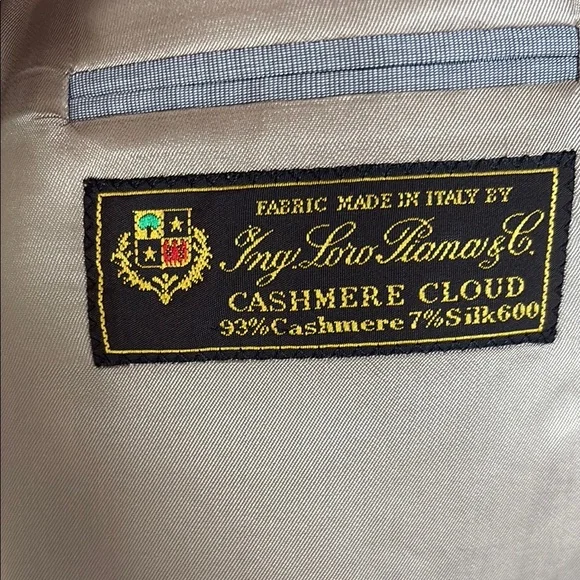 FABRIC MADE IN ITALY BY
Ing. Loro Piana & C.
CASHMERE CLOUD
93%Cashmere 7%Silk600